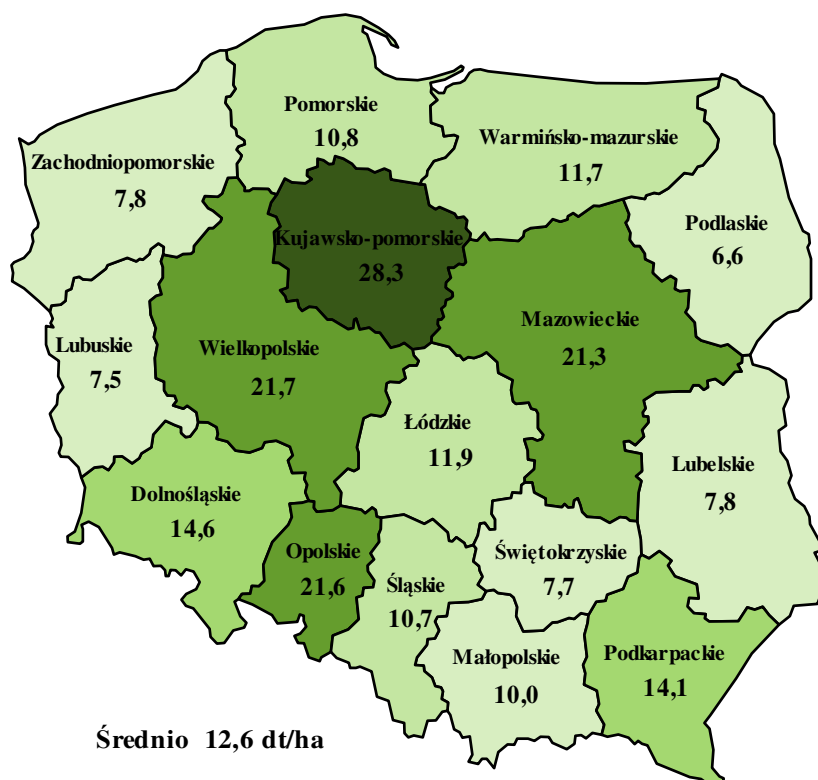 Pomorskie
10,8
Warmińsko-mazurskie
11,7
Zachodniopomorskie
7,8
Podlaskie
6,6
Kujawsko-pomorskie
28,3
Mazowieckie
21,3
Lubuskie
7,5
Wielkopolskie
21,7
Łódzkie
11,9
Lubelskie
7,8
Dolnośląskie
14,6
Opolskie
21,6
Śląskie
10,7
Świętokrzyskie
7,7
Małopolskie
10,0
Podkarpackie
14,1
Średnio 12,6 dt/ha